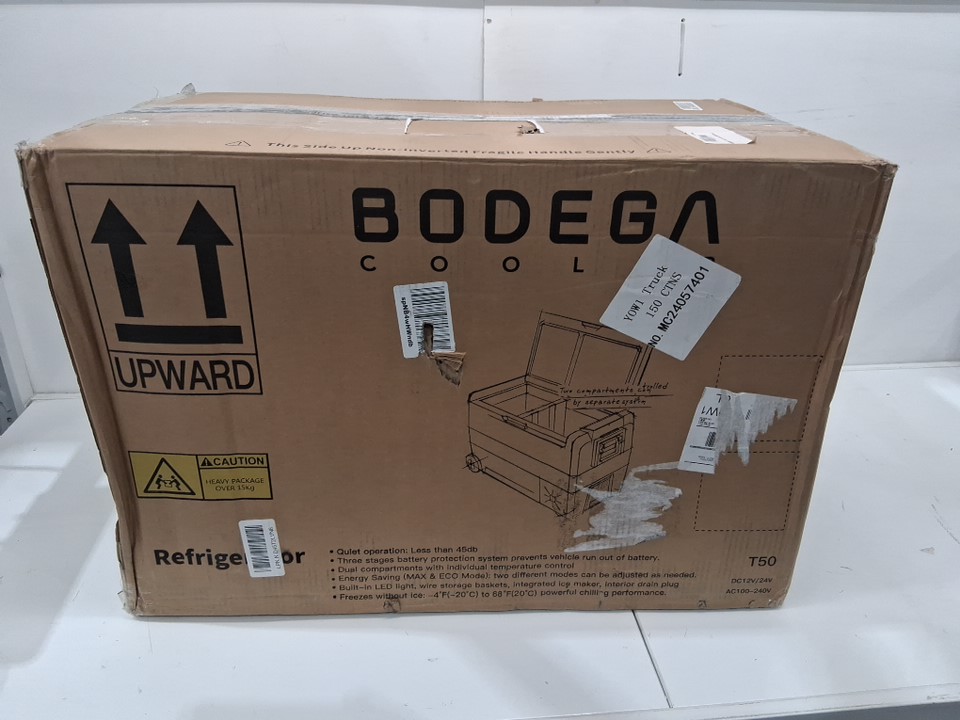 This Side Up Non-Inverted Fragile Handle Gently
BODEGA
COOL
UPWARD
spMB4wHWndb
YOW1 Truck
150 CTNS
NO. MC24057401
Two compartments can
by separate system
CAUTION
HEAVY PACKAGE
OVER 15Kg
Refrige
or
• Quiet operation: Less than 45db
• Three stages battery protection system prevents vehicle run out of battery.
• Dual compartments with individual temperature control
• Energy Saving (MAX & ECO Mode): two different modes can be adjusted as needed.
• Built-in LED light, wire storage baskets, integrated ice maker, interior drain plug
• Freezes without ice: -4°F(-20°C) to 68°F(20°C) powerful chilling performance.
T50
DC12V/24V
AC100-240V